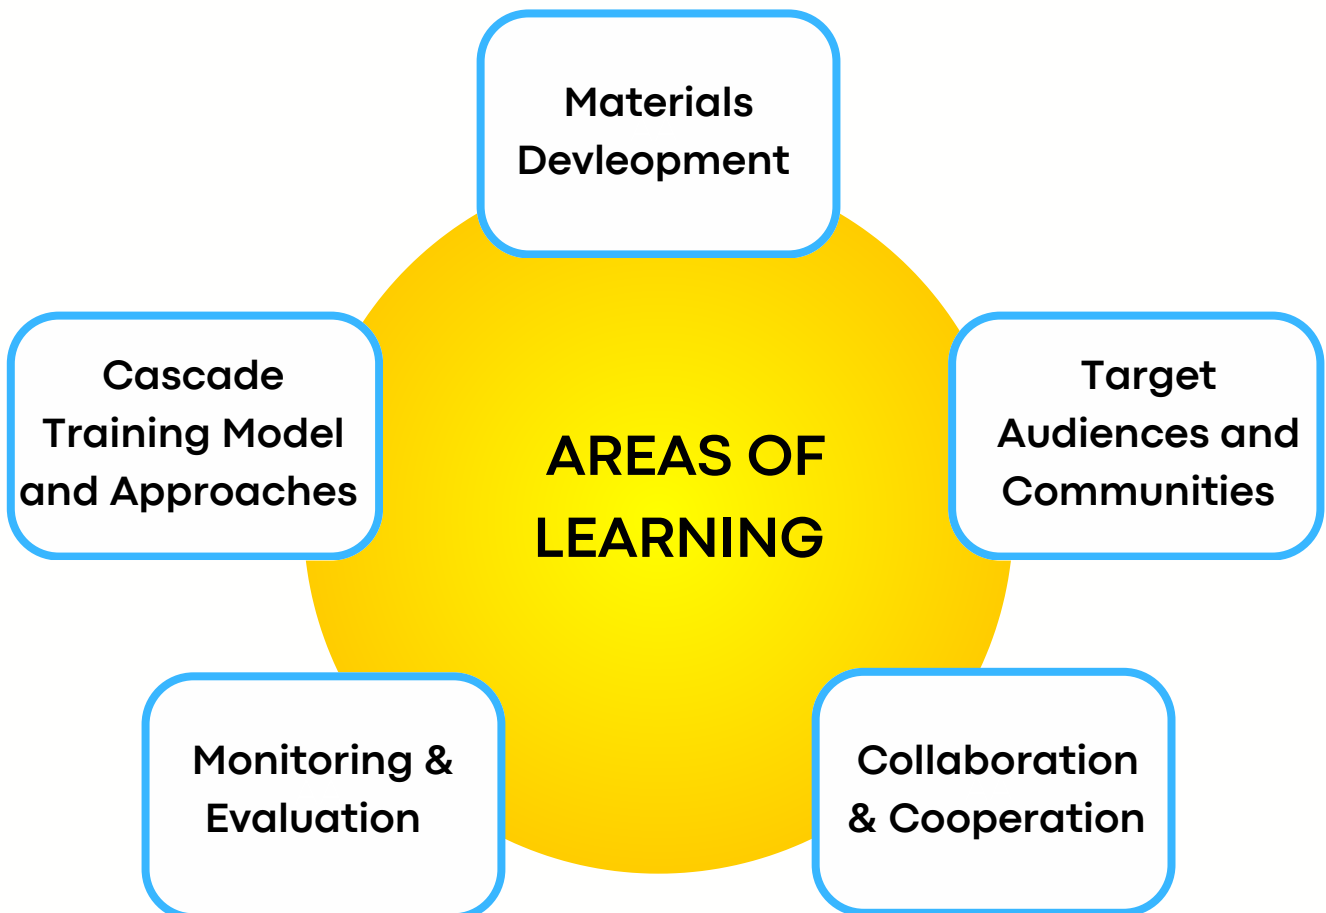 Materials
Devleopment
Cascade
Training Model
and Approaches
Target
Audiences and
Communities
AREAS OF
LEARNING
Monitoring &
Evaluation
Collaboration
& Cooperation